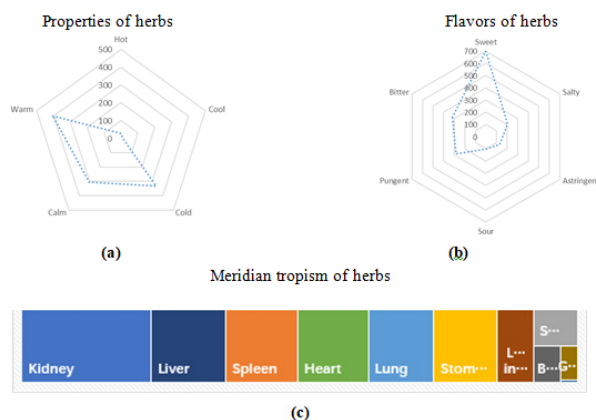 Properties of herbs
Hot
500
400
300
200
100
0
Warm
Cool
Calm
Cold
(a)
Flavors of herbs
Sweet
700
600
500
400
300
200
100
0
Bitter
Salty
Pungent
Astringen
Sour
(b)
Meridian tropism of herbs
Kidney
Liver
Spleen
Heart
Lung
Stom···
L···
in···
S···
B···
G···
(c)